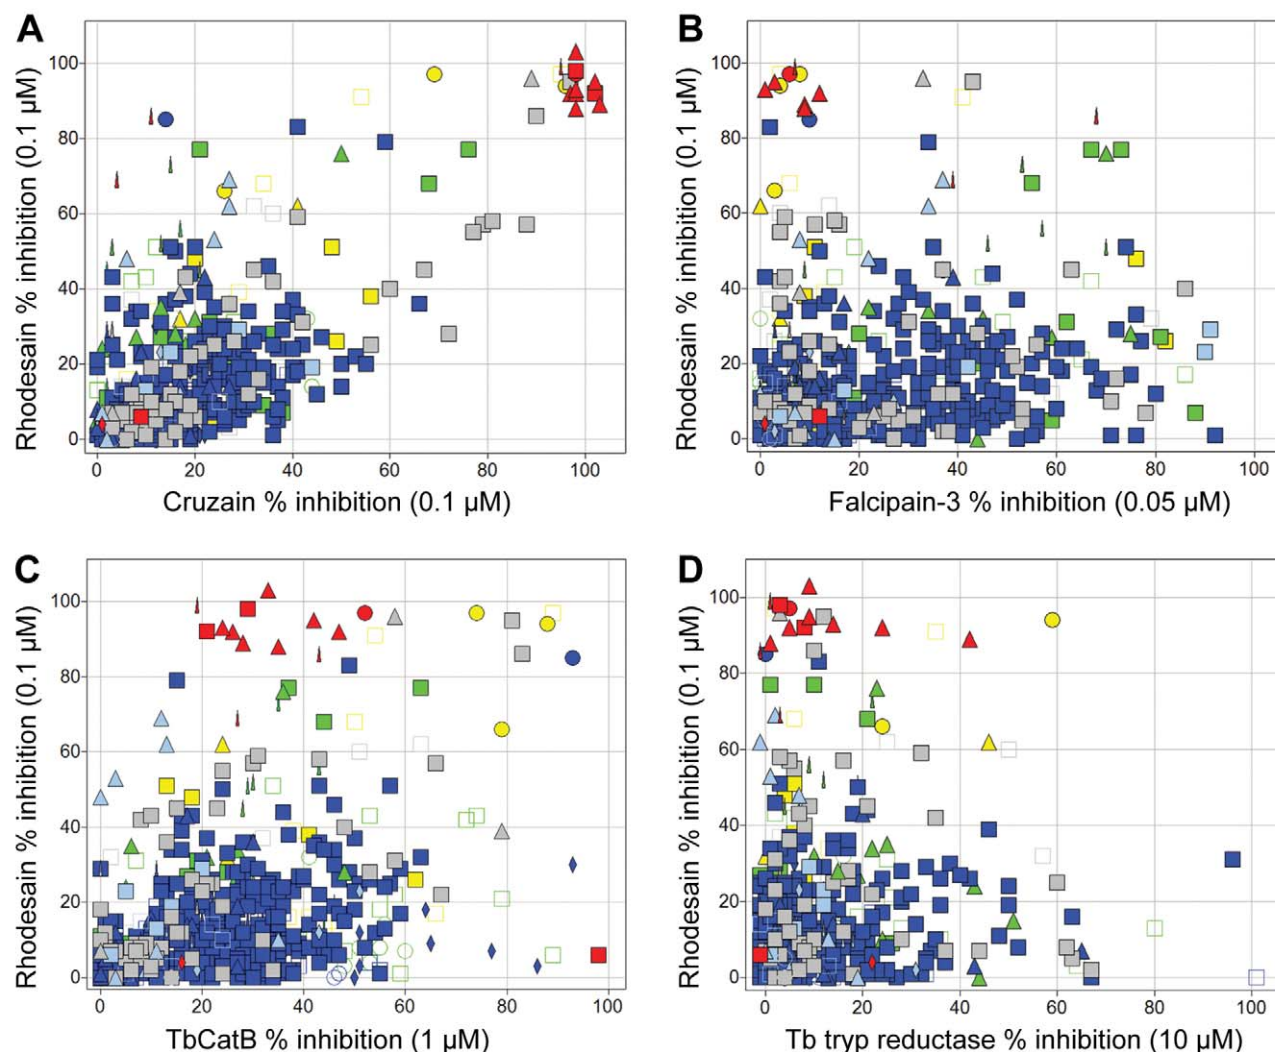 A
B
Rhodesain % inhibition (0.1 µM)
100
80
60
40
20
0
0 20 40 60 80 100
Cruzain % inhibition (0.1 µM)
Rhodesain % inhibition (0.1 µM)
100
80
60
40
20
0
0 20 40 60 80 100
Falcipain-3 % inhibition (0.05 µM)
C
D
Rhodesain % inhibition (0.1 µM)
100
80
60
40
20
0
0 20 40 60 80 100
TbCatB % inhibition (1 µM)
Rhodesain % inhibition (0.1 µM)
100
80
60
40
20
0
0 20 40 60 80 100
Tb tryp reductase % inhibition (10 µM)